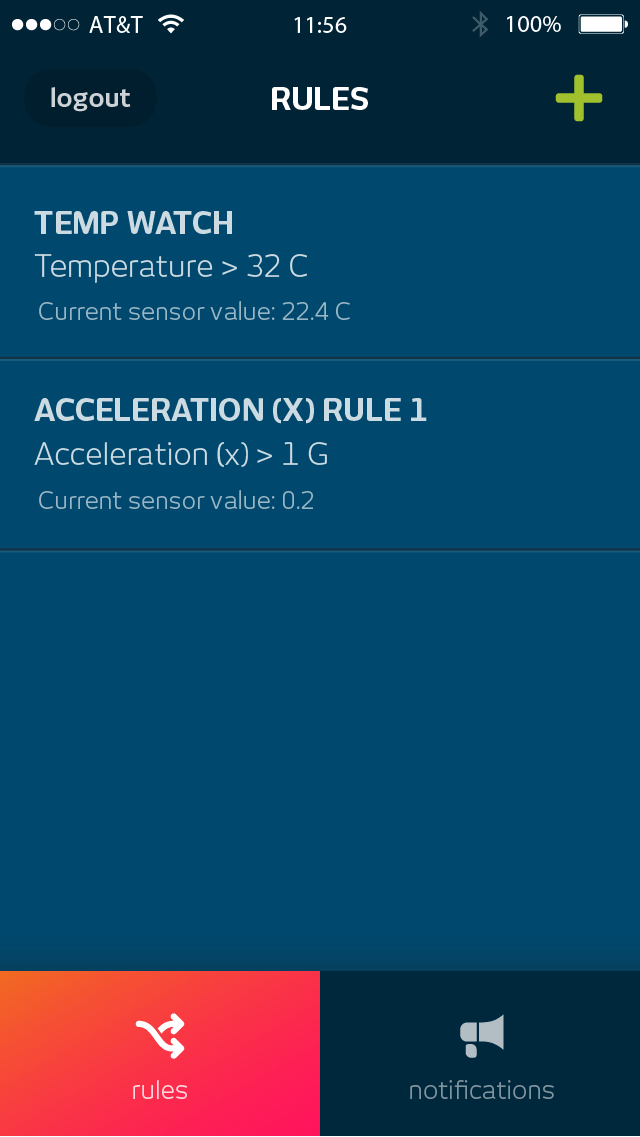 AT&T 11:56 100%
logout RULES
TEMP WATCH
Temperature > 32 C
Current sensor value: 22.4 C
ACCELERATION (X) RULE 1
Acceleration (x) > 1 G
Current sensor value: 0.2
rules notifications